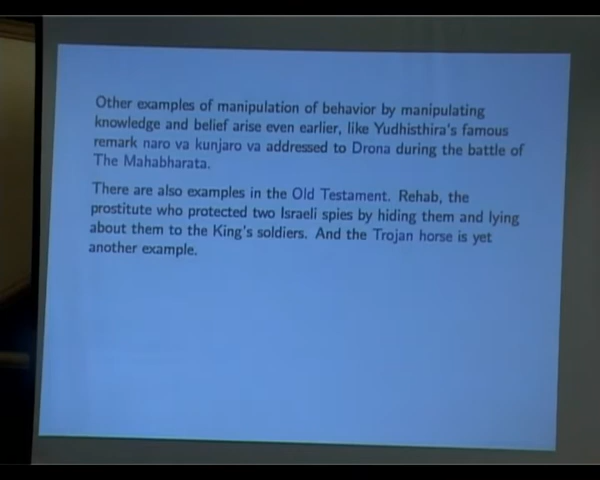 Other examples of manipulation of behavior by manipulating
knowledge and belief arise even earlier, like Yudhisthira's famous
remark naro va kunjaro va addressed to Drona during the battle of
The Mahabharata.
There are also examples in the Old Testament. Rehab, the
prostitute who protected two Israeli spies by hiding them and lying
about them to the King's soldiers. And the Trojan horse is yet
another example.